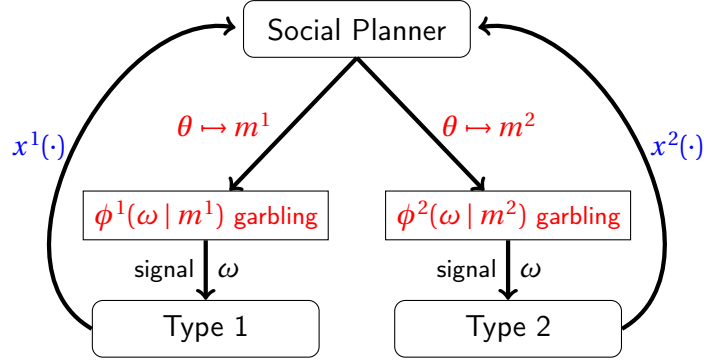 Social Planner
θ ↦ m¹ θ ↦ m²
x¹(·) x²(·)
ϕ¹(ω | m¹) garbling ϕ²(ω | m²) garbling
signal ω signal ω
Type 1 Type 2